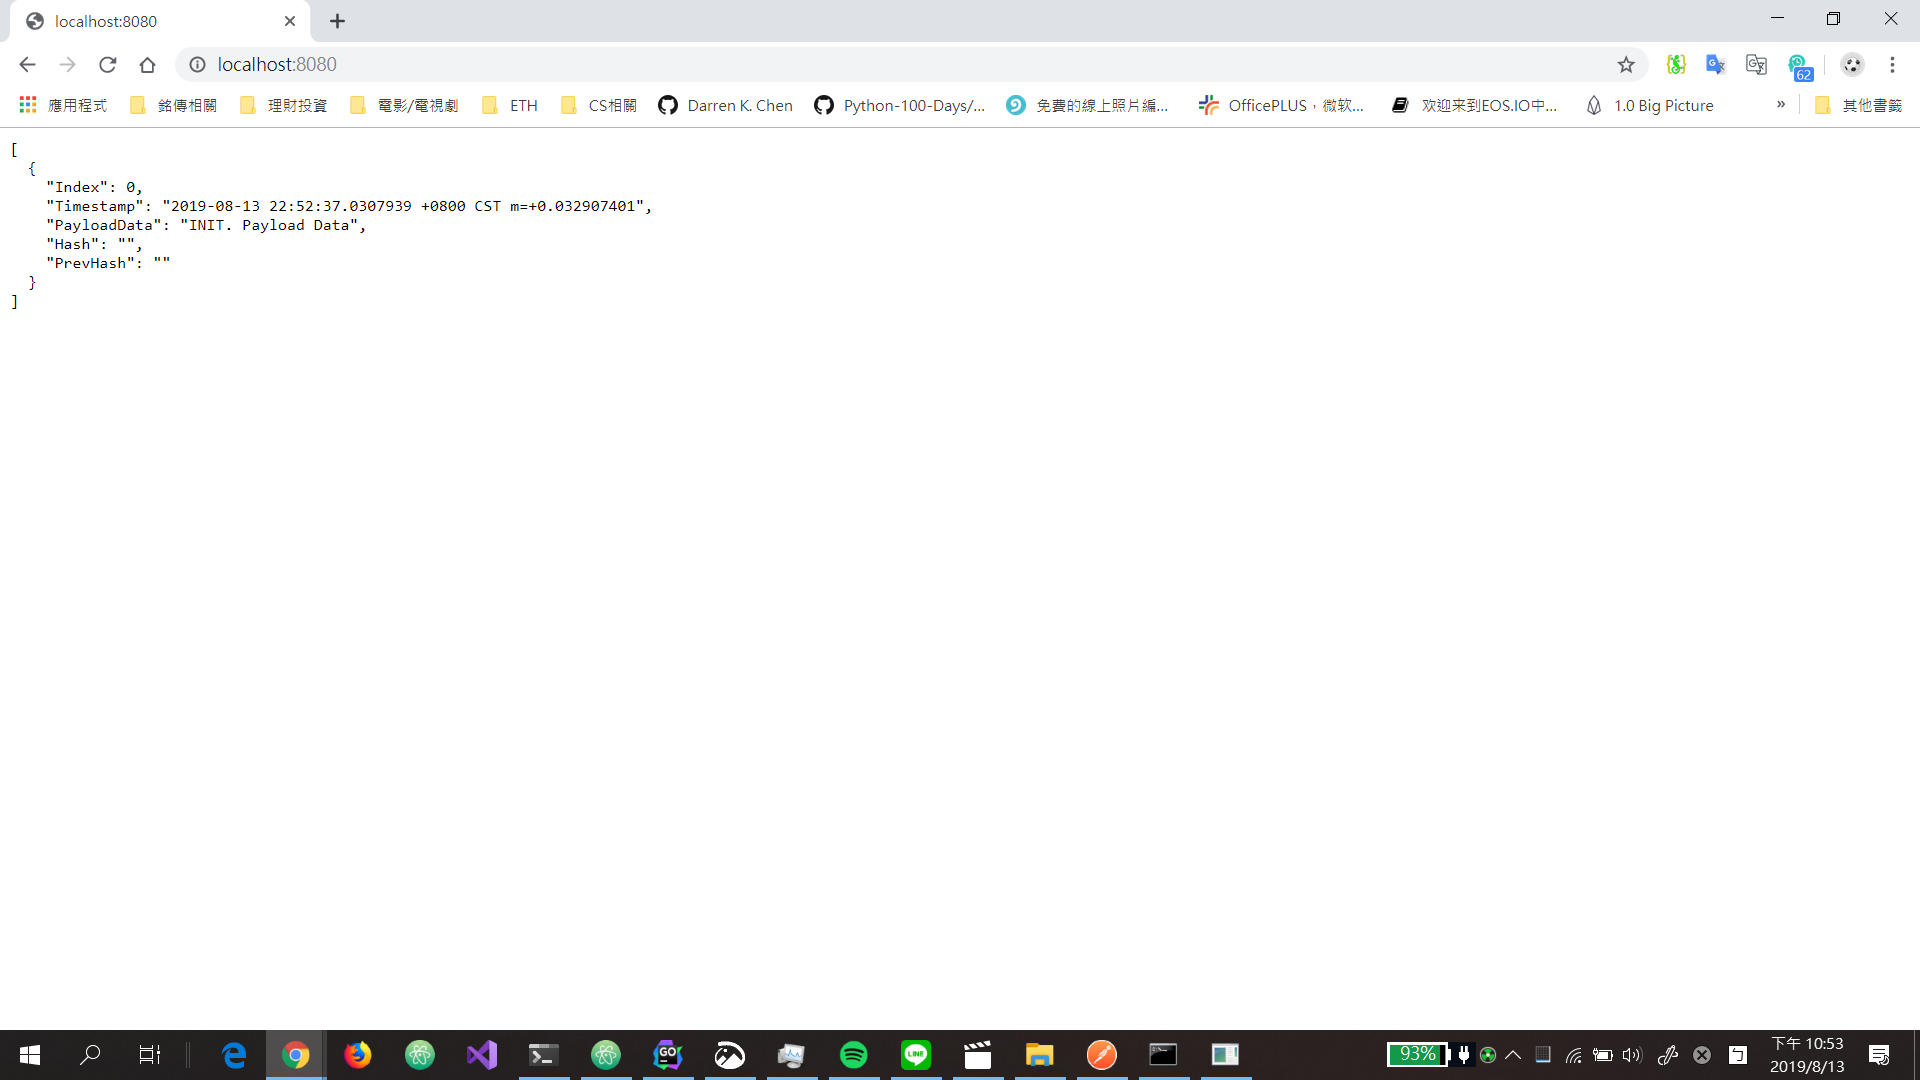 localhost:8080
localhost:8080
62
應用程式 銘傳相關 理財投資 電影/電視劇 ETH CS相關 Darren K. Chen Python-100-Days/... 免費的線上照片編... OfficePLUS，微软... 欢迎来到EOS.IO中... 1.0 Big Picture » 其他書籤
[
{
"Index": 0,
"Timestamp": "2019-08-13 22:52:37.0307939 +0800 CST m=+0.032907401",
"PayloadData": "INIT. Payload Data",
"Hash": "",
"PrevHash": ""
}
]
GO
LINE
93%
下午 10:53
2019/8/13